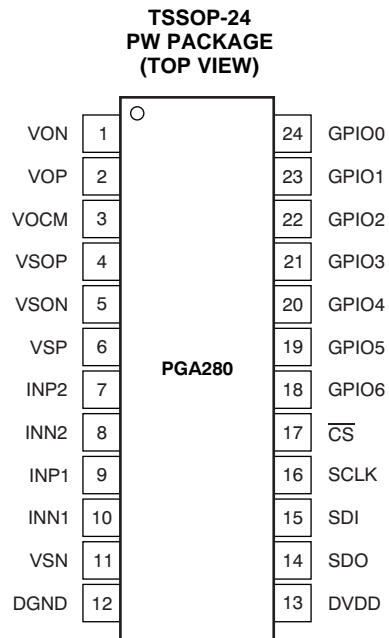 TSSOP-24
PW PACKAGE
(TOP VIEW)
VON 1 24 GPIO0
VOP 2 23 GPIO1
VOCM 3 22 GPIO2
VSOP 4 21 GPIO3
VSON 5 20 GPIO4
VSP 6 19 GPIO5
PGA280
INP2 7 18 GPIO6
INN2 8 17 C̅S̅
INP1 9 16 SCLK
INN1 10 15 SDI
VSN 11 14 SDO
DGND 12 13 DVDD